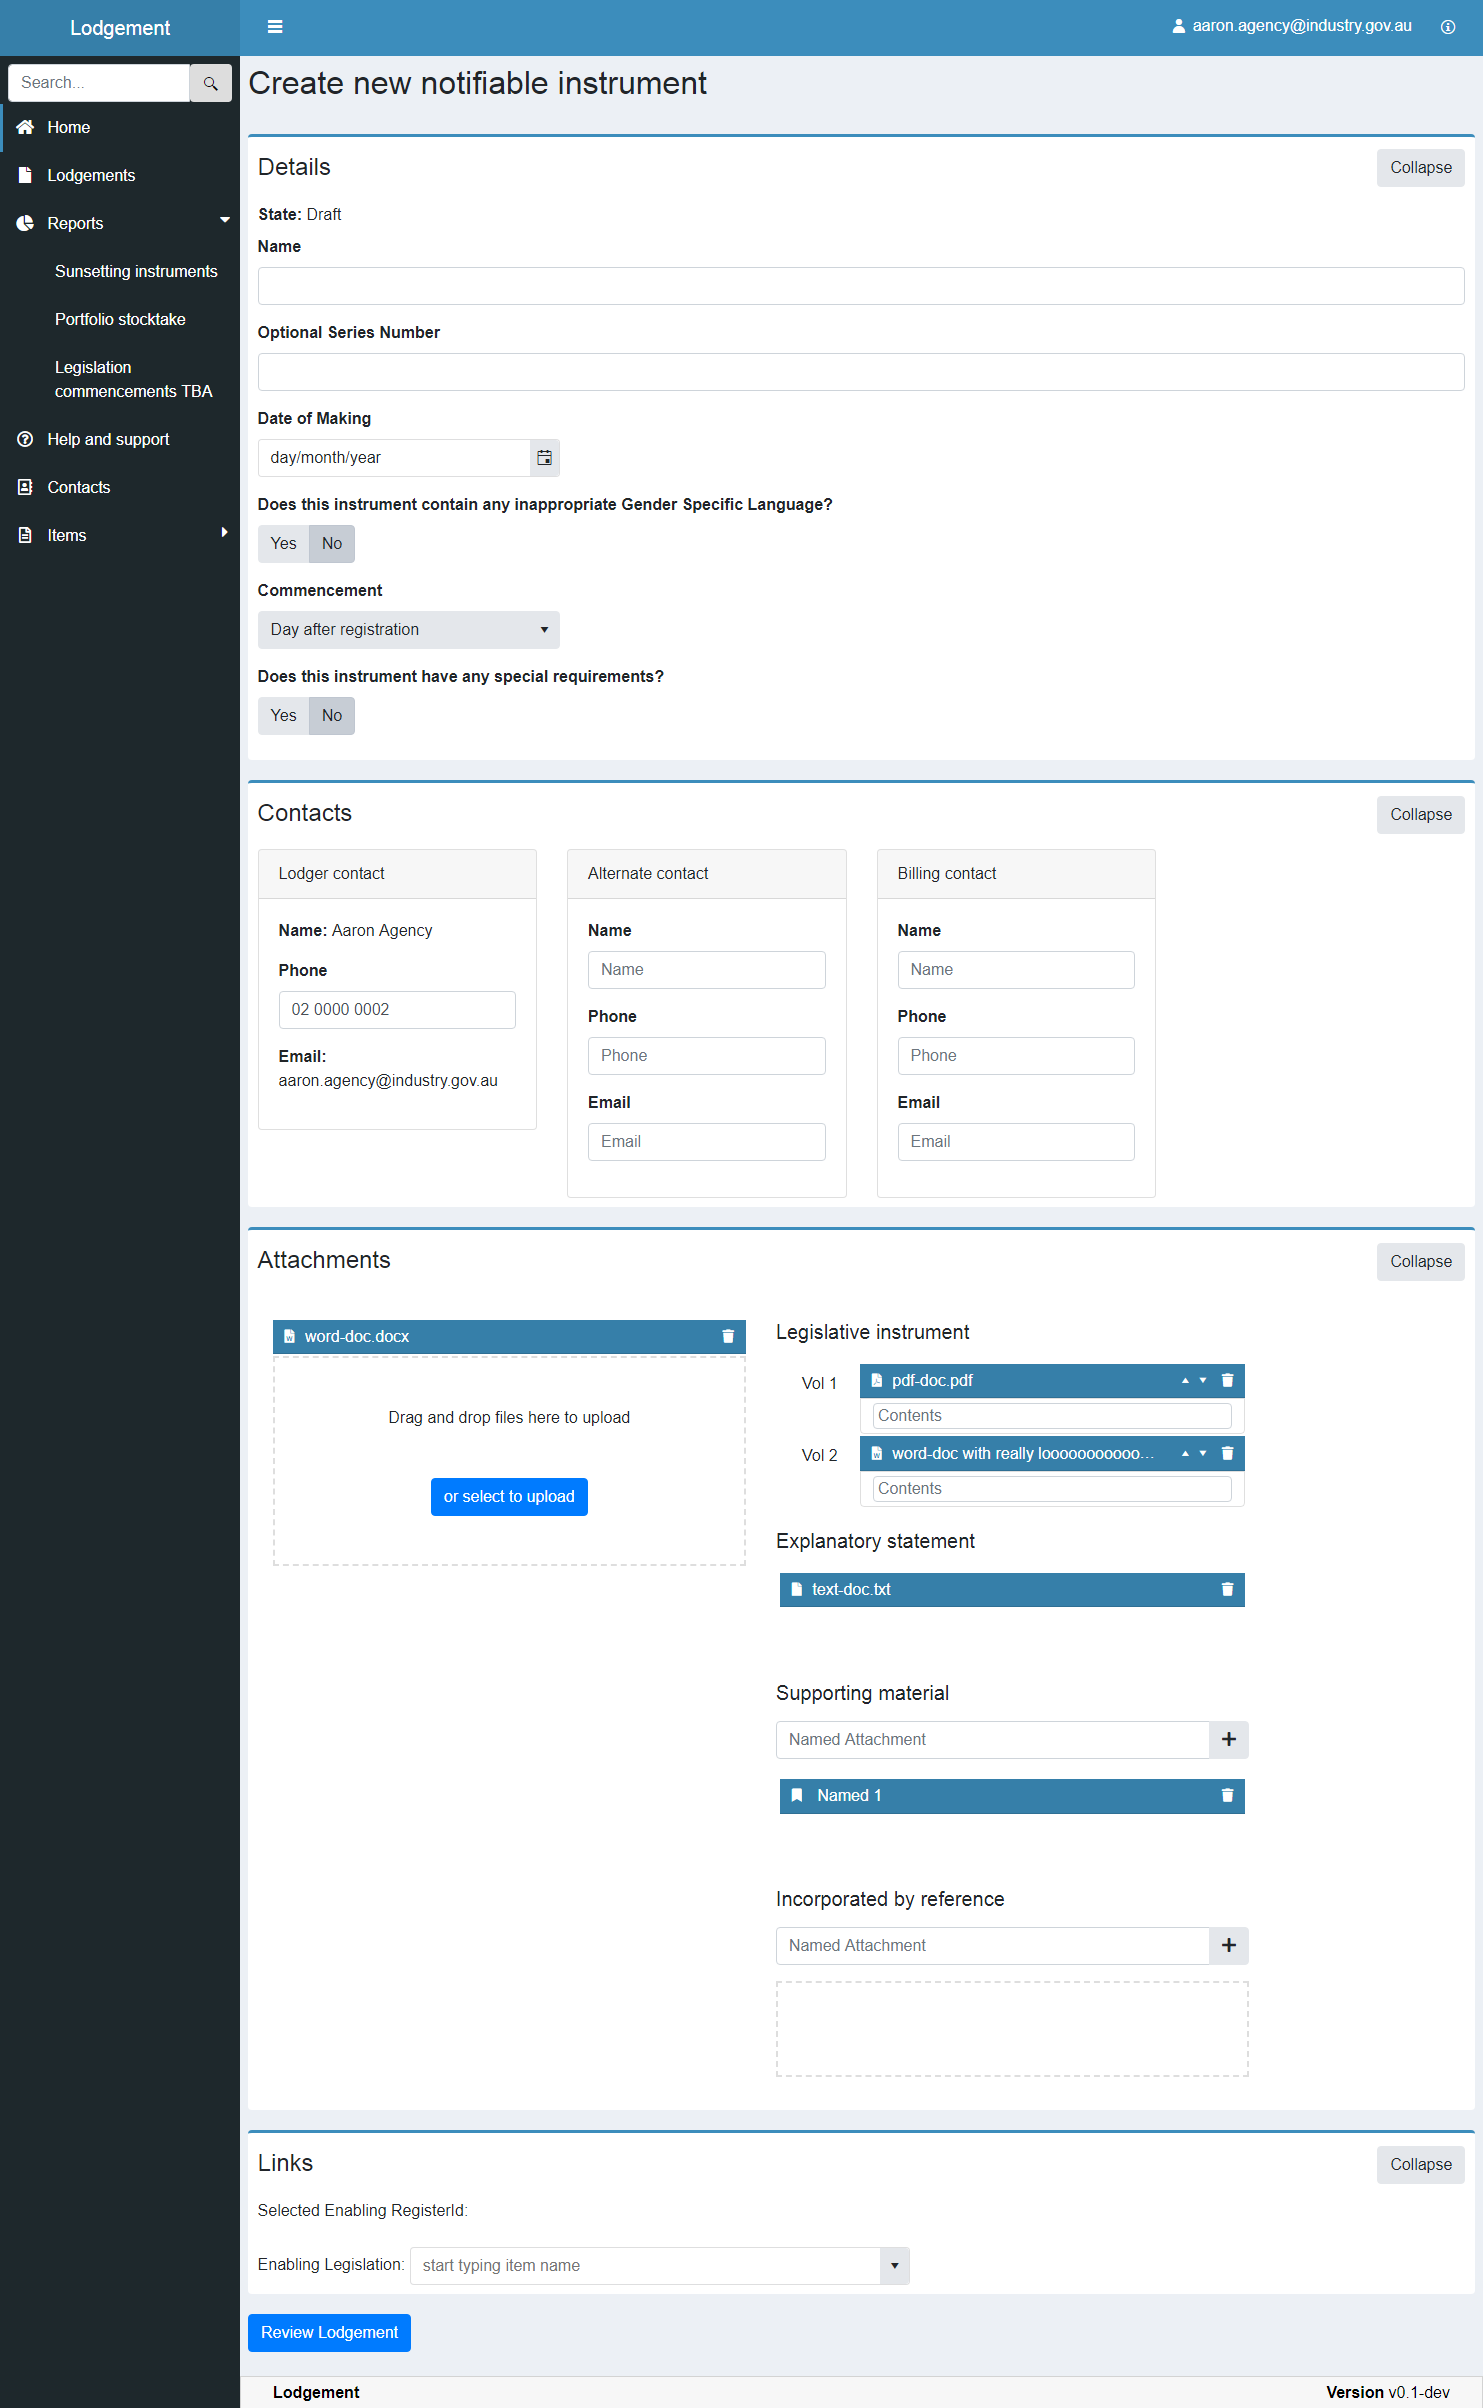 Lodgement
aaron.agency@industry.gov.au
Search...
Home
Lodgements
Reports
Sunsetting instruments
Portfolio stocktake
Legislation
commencements TBA
Help and support
Contacts
Items
Create new notifiable instrument
Details
Collapse
State: Draft
Name
Optional Series Number
Date of Making
day/month/year
Does this instrument contain any inappropriate Gender Specific Language?
Yes No
Commencement
Day after registration
Does this instrument have any special requirements?
Yes No
Contacts
Collapse
Lodger contact
Name: Aaron Agency
Phone
02 0000 0002
Email:
aaron.agency@industry.gov.au
Alternate contact
Name
Name
Phone
Phone
Email
Email
Billing contact
Name
Name
Phone
Phone
Email
Email
Attachments
Collapse
word-doc.docx
Drag and drop files here to upload
or select to upload
Legislative instrument
Vol 1
pdf-doc.pdf
Contents
Vol 2
word-doc with really looooooooooo...
Contents
Explanatory statement
text-doc.txt
Supporting material
Named Attachment
Named 1
Incorporated by reference
Named Attachment
Links
Collapse
Selected Enabling RegisterId:
Enabling Legislation: start typing item name
Review Lodgement
Lodgement
Version v0.1-dev